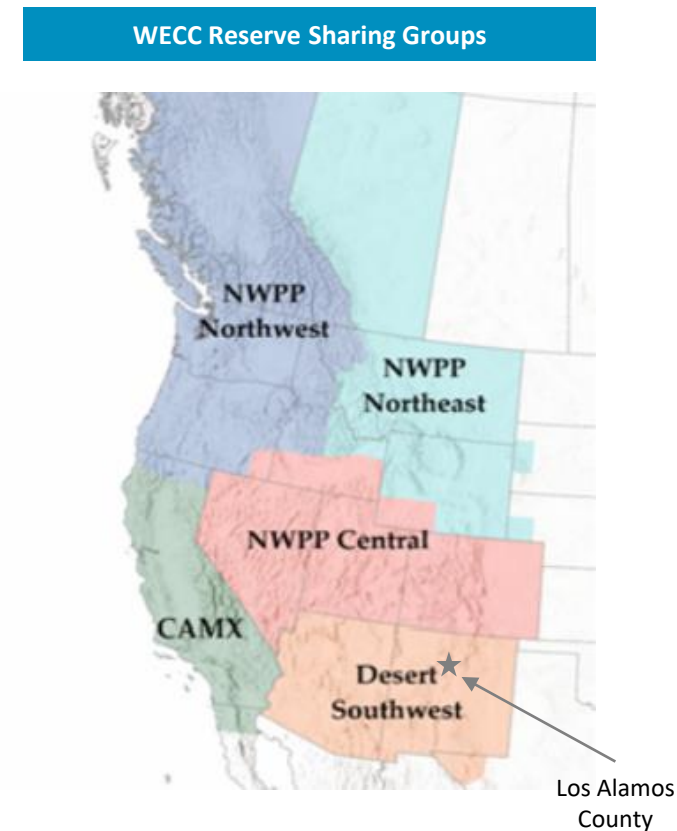 WECC Reserve Sharing Groups
NWPP
Northwest
NWPP
Northeast
NWPP Central
CAMX
Desert
Southwest
Los Alamos
County